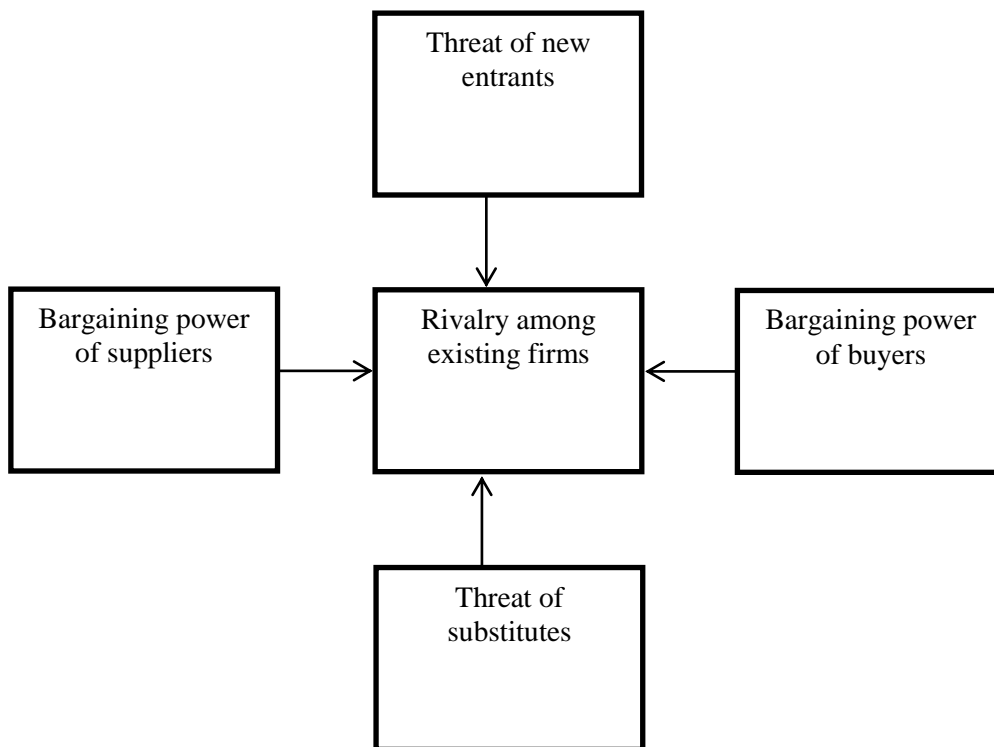 Threat of new
entrants
Bargaining power
of suppliers
Rivalry among
existing firms
Bargaining power
of buyers
Threat of
substitutes